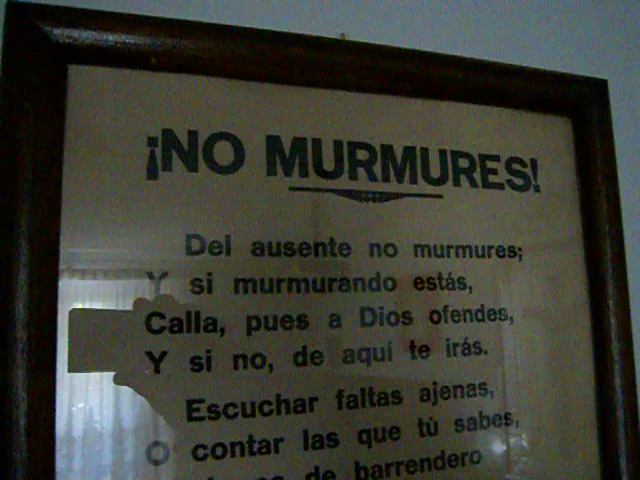 ¡NO MURMURES!
Del ausente no murmures;
Y si murmurando estás,
Calla, pues a Dios ofendes,
Y si no, de aquí te irás.
Escuchar faltas ajenas,
O contar las que tú sabes,
de barrendero